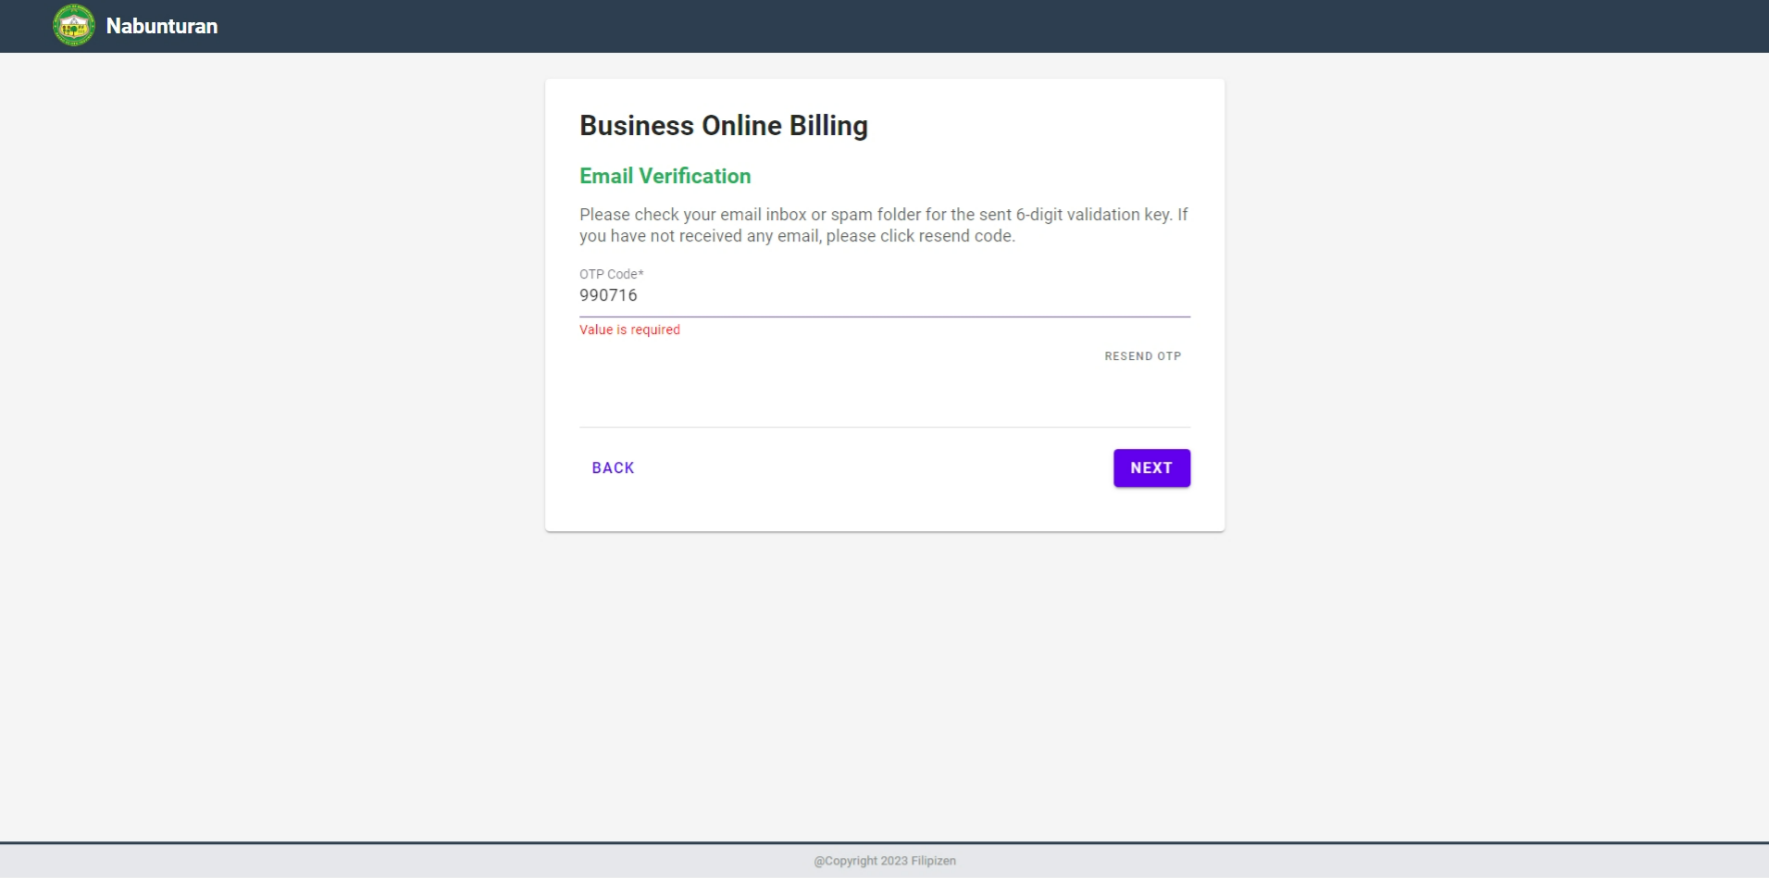 Nabunturan
Business Online Billing
Email Verification
Please check your email inbox or spam folder for the sent 6-digit validation key. If
you have not received any email, please click resend code.
OTP Code*
990716
Value is required
RESEND OTP
BACK
NEXT
@Copyright 2023 Filipizen